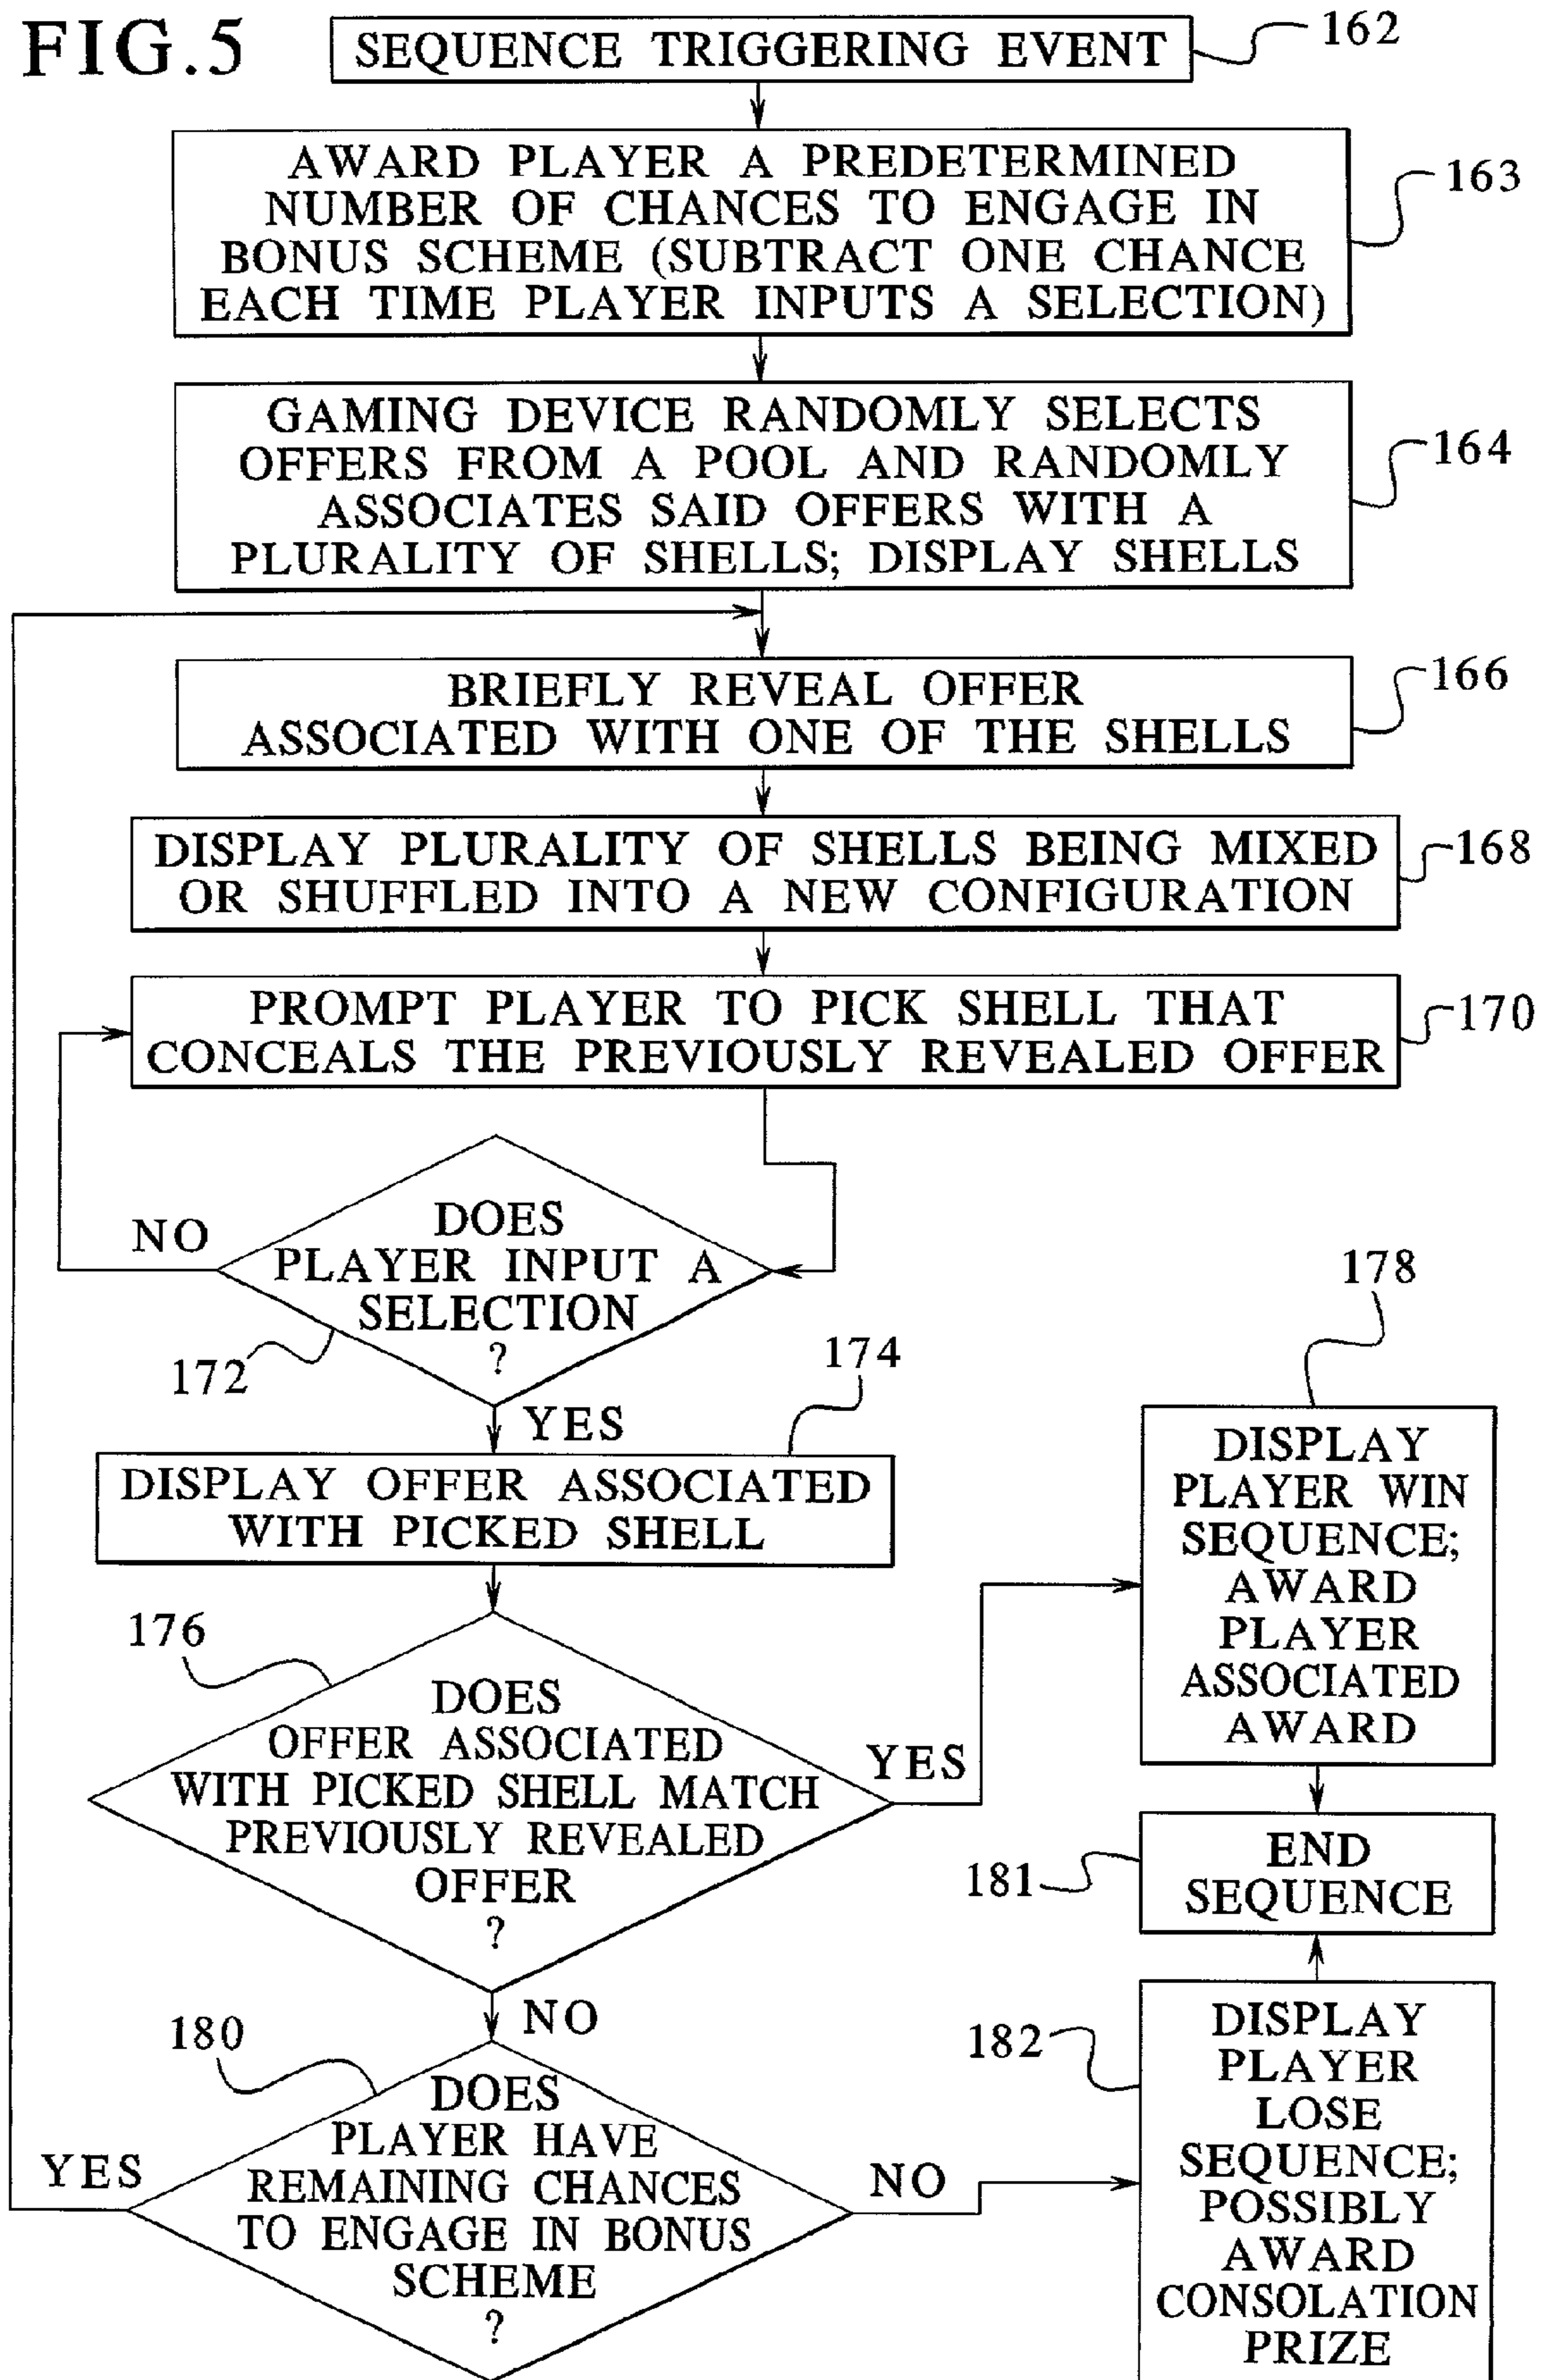 FIG.5
SEQUENCE TRIGGERING EVENT
162
AWARD PLAYER A PREDETERMINED
NUMBER OF CHANCES TO ENGAGE IN
BONUS SCHEME (SUBTRACT ONE CHANCE
EACH TIME PLAYER INPUTS A SELECTION)
163
GAMING DEVICE RANDOMLY SELECTS
OFFERS FROM A POOL AND RANDOMLY
ASSOCIATES SAID OFFERS WITH A
PLURALITY OF SHELLS; DISPLAY SHELLS
164
BRIEFLY REVEAL OFFER
ASSOCIATED WITH ONE OF THE SHELLS
166
DISPLAY PLURALITY OF SHELLS BEING MIXED
OR SHUFFLED INTO A NEW CONFIGURATION
168
PROMPT PLAYER TO PICK SHELL THAT
CONCEALS THE PREVIOUSLY REVEALED OFFER
170
NO
DOES
PLAYER INPUT A
SELECTION
?
172
YES
174
DISPLAY OFFER ASSOCIATED
WITH PICKED SHELL
176
DOES
OFFER ASSOCIATED
WITH PICKED SHELL MATCH
PREVIOUSLY REVEALED
OFFER
?
YES
178
DISPLAY
PLAYER WIN
SEQUENCE;
AWARD
PLAYER
ASSOCIATED
AWARD
181
END
SEQUENCE
NO
180
DOES
PLAYER HAVE
REMAINING CHANCES
TO ENGAGE IN BONUS
SCHEME
?
YES
NO
182
DISPLAY
PLAYER
LOSE
SEQUENCE;
POSSIBLY
AWARD
CONSOLATION
PRIZE